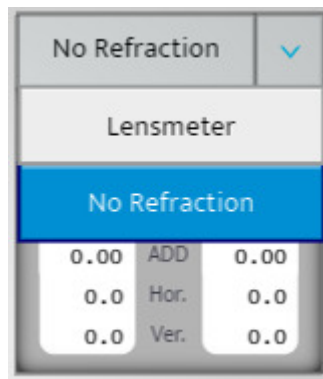 No Refraction
Lensmeter
No Refraction
0.00 ADD 0.00
0.0 Hor. 0.0
0.0 Ver. 0.0